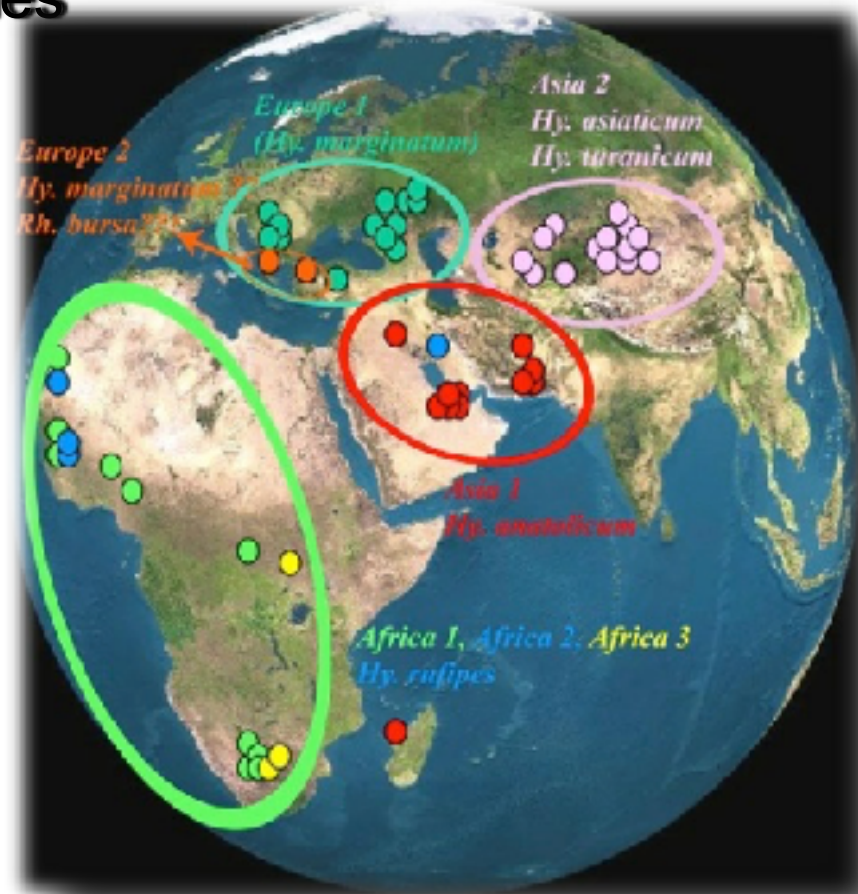 Europe 1
(Hy. marginatum)
Asia 2
Hy. asiaticum
Hy. turanicum
Europe 2
Hy. marginatum ??
Rh. bursa???
Asia 1
Hy. anatolicum
Africa 1, Africa 2, Africa 3
Hy. rufipes